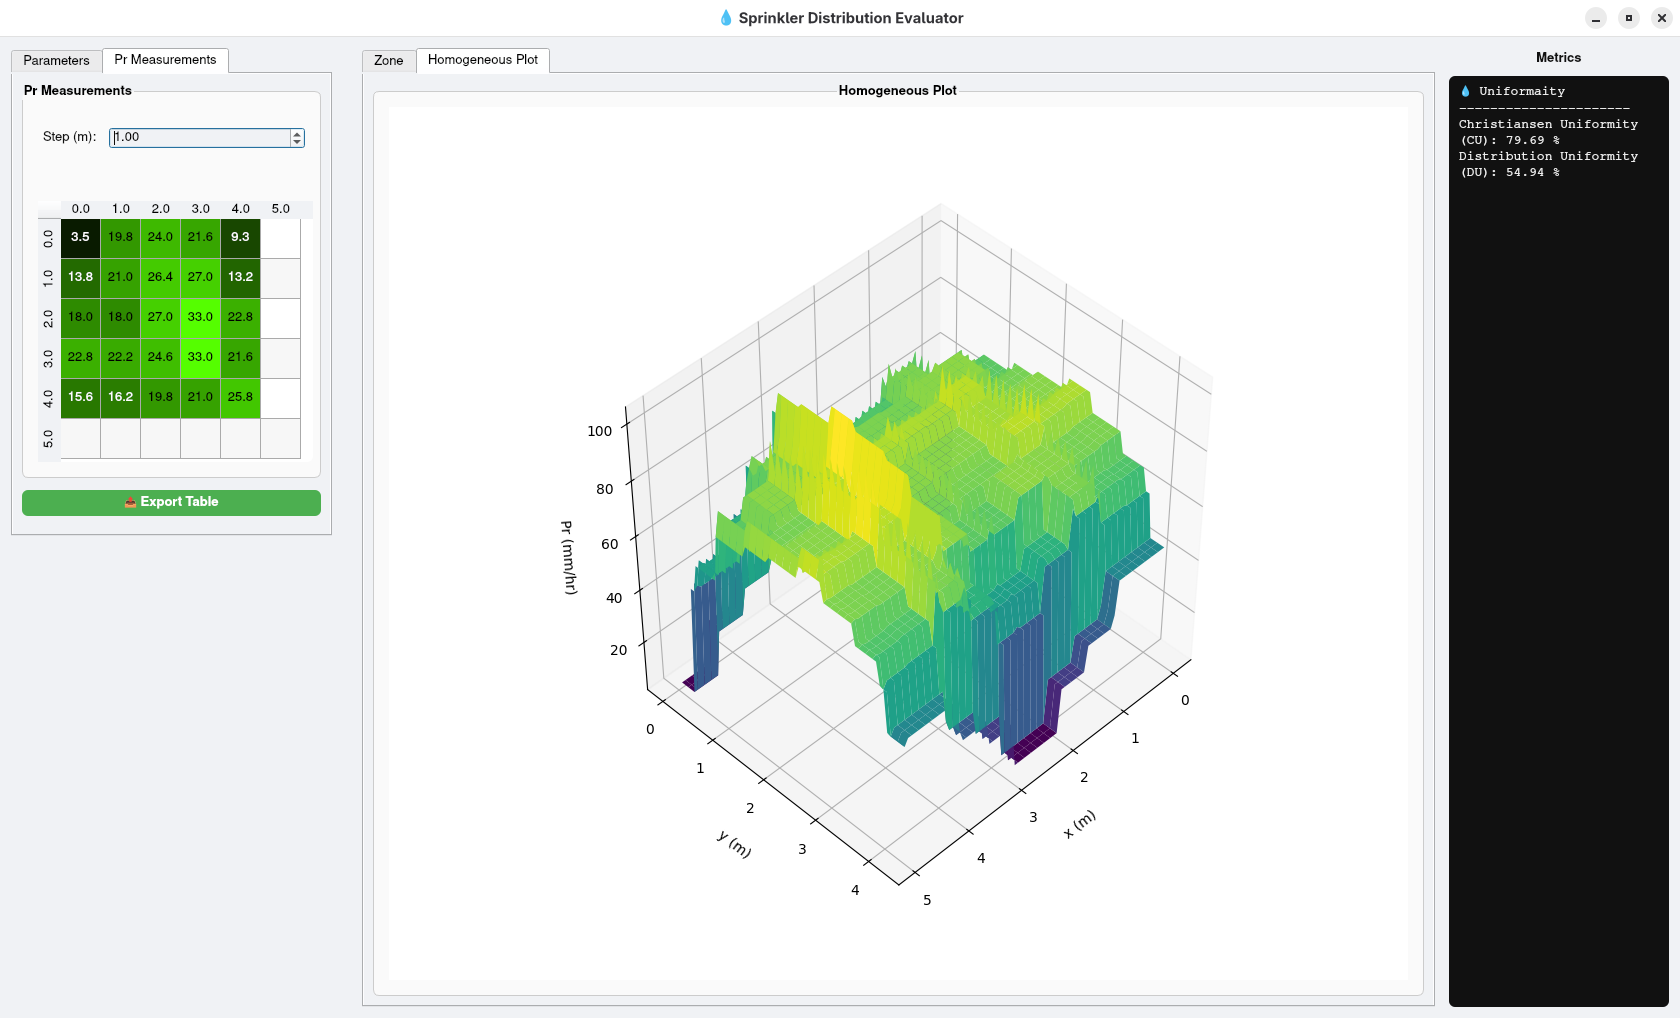 💧 Sprinkler Distribution Evaluator
Parameters
Pr Measurements
Pr Measurements
Step (m):
1.00
0.0 1.0 2.0 3.0 4.0 5.0
0.0 3.5 19.8 24.0 21.6 9.3
1.0 13.8 21.0 26.4 27.0 13.2
2.0 18.0 18.0 27.0 33.0 22.8
3.0 22.8 22.2 24.6 33.0 21.6
4.0 15.6 16.2 19.8 21.0 25.8
5.0
📤 Export Table
Zone
Homogeneous Plot
Homogeneous Plot
100
80
60
40
20
Pr (mm/hr)
0
1
2
3
4
y (m)
0
1
2
3
4
5
x (m)
Metrics
💧 Uniformaity
----------------------
Christiansen Uniformity
(CU): 79.69 %
Distribution Uniformity
(DU): 54.94 %